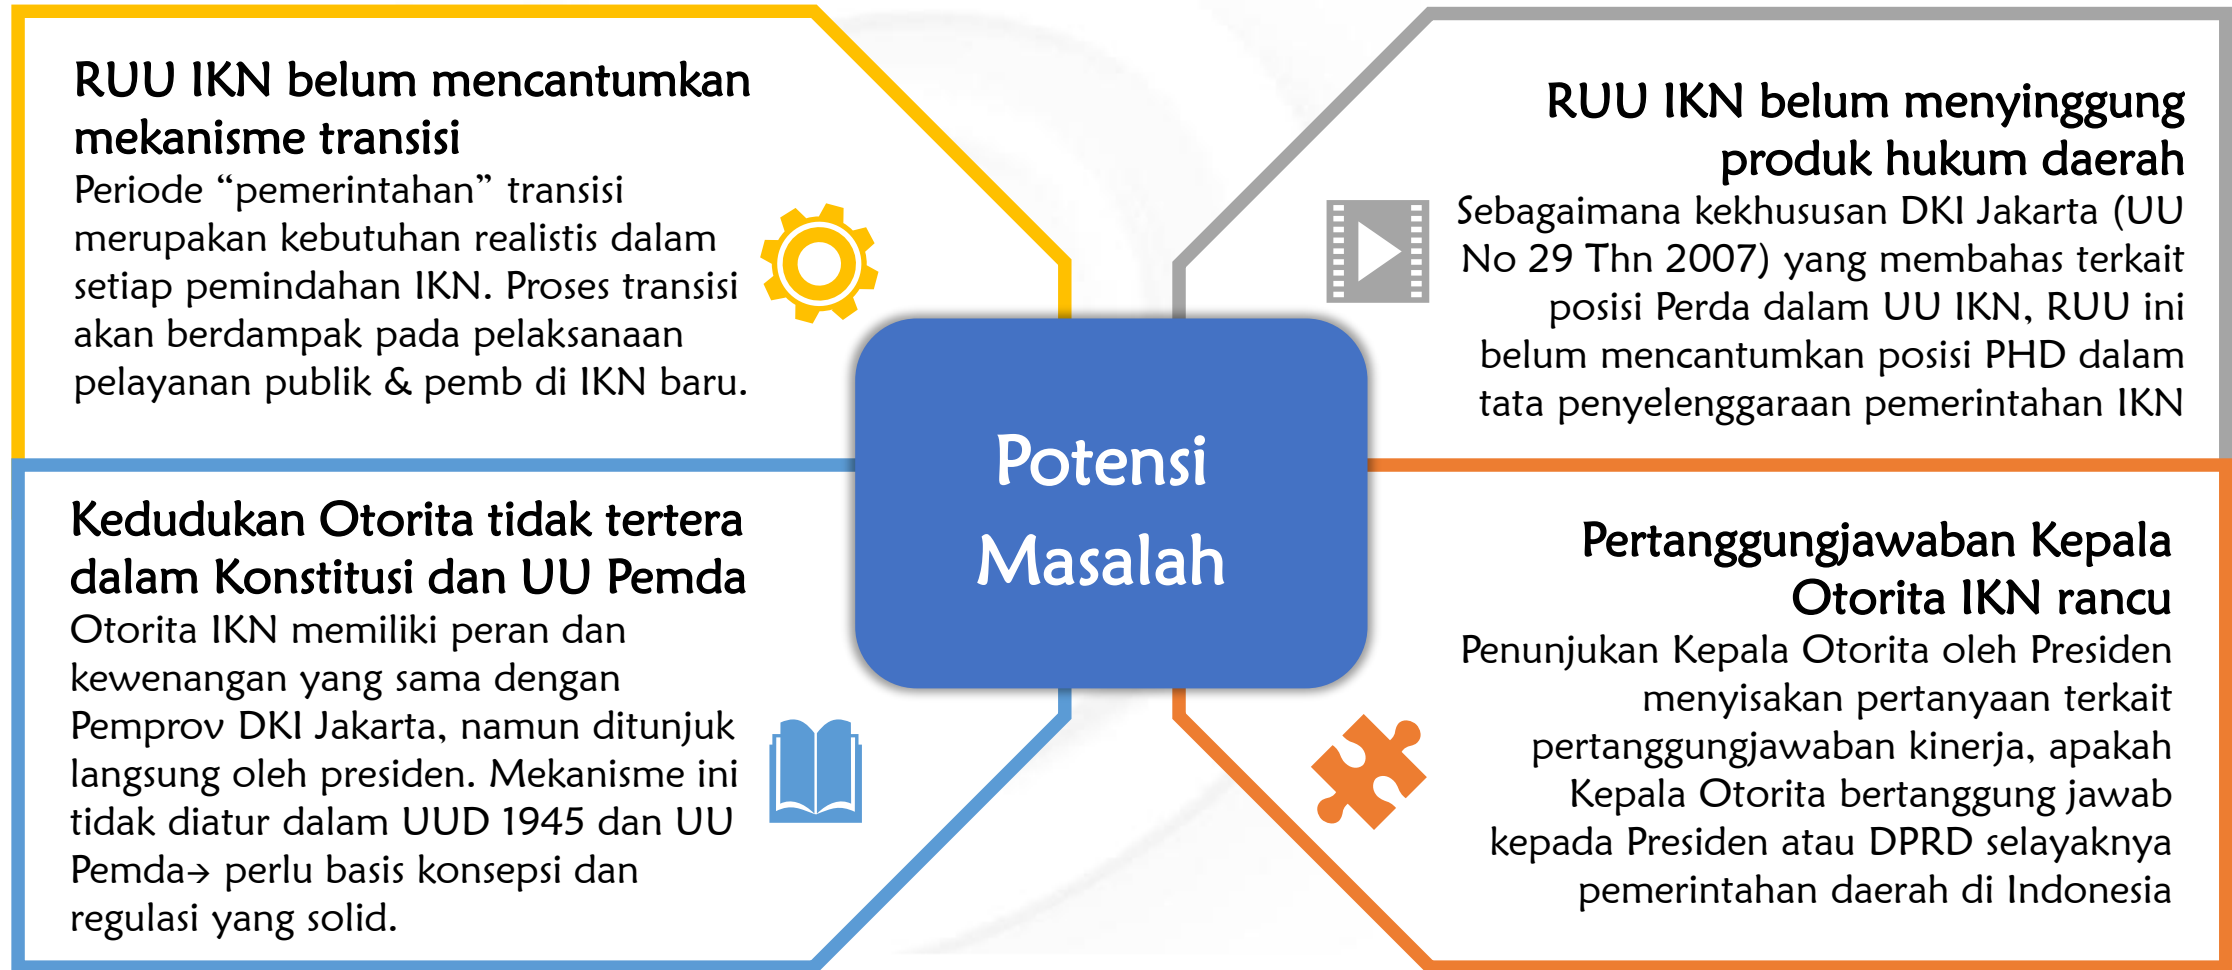 RUU IKN belum mencantumkan
mekanisme transisi
Periode “pemerintahan” transisi
merupakan kebutuhan realistis dalam
setiap pemindahan IKN. Proses transisi
akan berdampak pada pelaksanaan
pelayanan publik & pemb di IKN baru.
RUU IKN belum menyinggung
produk hukum daerah
Sebagaimana kekhususan DKI Jakarta (UU
No 29 Thn 2007) yang membahas terkait
posisi Perda dalam UU IKN, RUU ini
belum mencantumkan posisi PHD dalam
tata penyelenggaraan pemerintahan IKN
Potensi
Masalah
Kedudukan Otorita tidak tertera
dalam Konstitusi dan UU Pemda
Otorita IKN memiliki peran dan
kewenangan yang sama dengan
Pemprov DKI Jakarta, namun ditunjuk
langsung oleh presiden. Mekanisme ini
tidak diatur dalam UUD 1945 dan UU
Pemda→ perlu basis konsepsi dan
regulasi yang solid.
Pertanggungjawaban Kepala
Otorita IKN rancu
Penunjukan Kepala Otorita oleh Presiden
menyisakan pertanyaan terkait
pertanggungjawaban kinerja, apakah
Kepala Otorita bertanggung jawab
kepada Presiden atau DPRD selayaknya
pemerintahan daerah di Indonesia